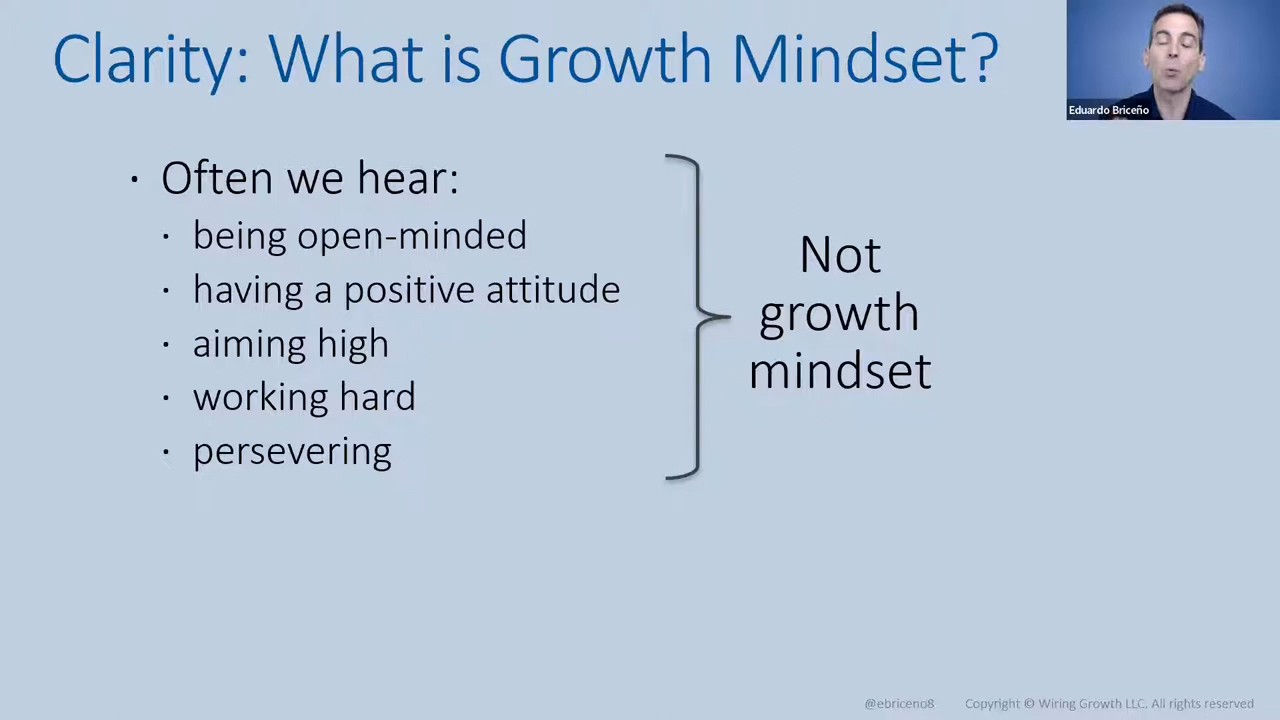 Clarity: What is Growth Mindset?
Eduardo Briceño
· Often we hear:
· being open-minded
· having a positive attitude
· aiming high
· working hard
· persevering
Not
growth
mindset
@ebriceno8 Copyright © Wiring Growth LLC. All rights reserved